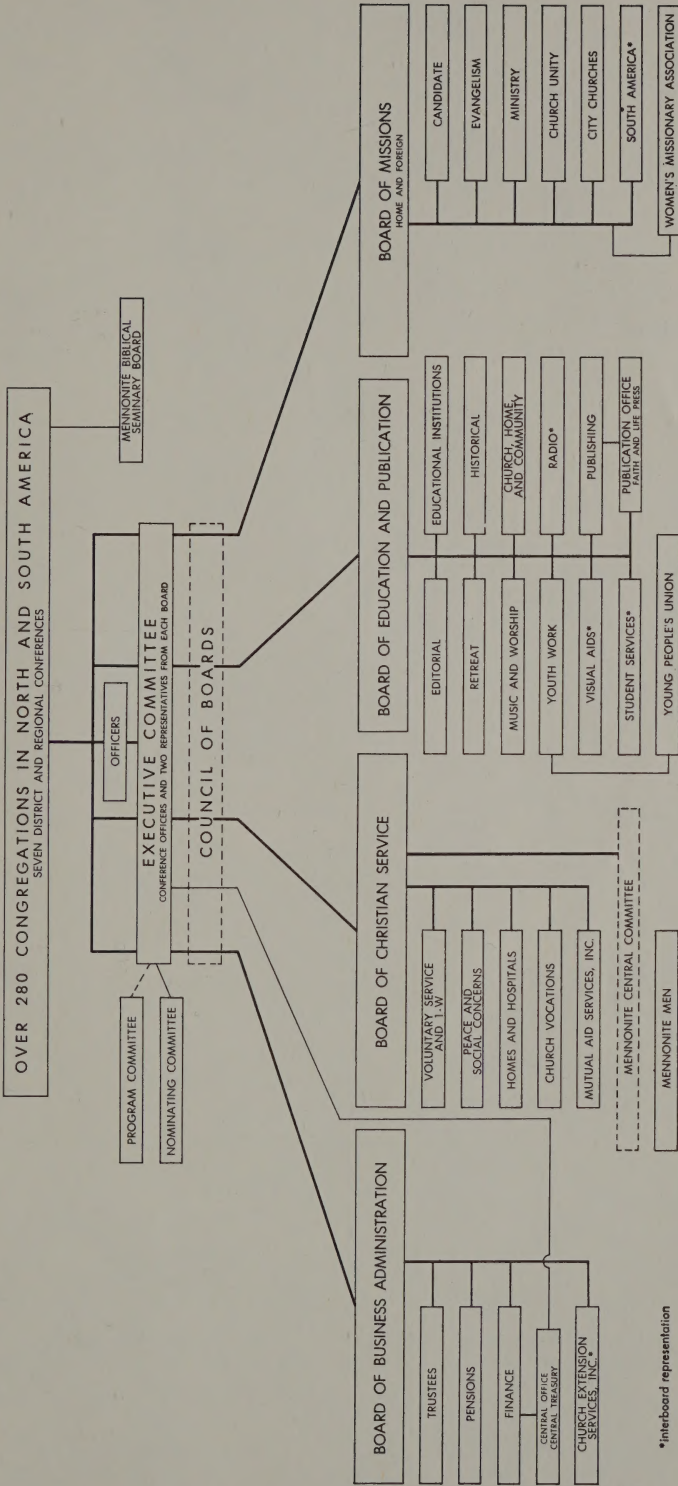 OVER 280 CONGREGATIONS IN NORTH AND SOUTH AMERICA
SEVEN DISTRICT AND REGIONAL CONFERENCES
MENNONITE BIBLICAL
SEMINARY BOARD
OFFICERS
PROGRAM COMMITTEE
NOMINATING COMMITTEE
EXECUTIVE COMMITTEE
CONFERENCE OFFICERS AND TWO REPRESENTATIVES FROM EACH BOARD
COUNCIL OF BOARDS
BOARD OF BUSINESS ADMINISTRATION
TRUSTEES
PENSIONS
FINANCE
CENTRAL OFFICE
CENTRAL TREASURY
CHURCH EXTENSION
SERVICES, INC.*
BOARD OF CHRISTIAN SERVICE
VOLUNTARY SERVICE
AND 1-W
PEACE AND
SOCIAL CONCERNS
HOMES AND HOSPITALS
CHURCH VOCATIONS
MUTUAL AID SERVICES, INC.
MENNONITE CENTRAL COMMITTEE
MENNONITE MEN
BOARD OF EDUCATION AND PUBLICATION
EDITORIAL
EDUCATIONAL INSTITUTIONS
RETREAT
HISTORICAL
MUSIC AND WORSHIP
CHURCH, HOME,
AND COMMUNITY
YOUTH WORK
RADIO*
VISUAL AIDS*
PUBLISHING
STUDENT SERVICES*
PUBLICATION OFFICE
FAITH AND LIFE PRESS
YOUNG PEOPLE'S UNION
BOARD OF MISSIONS
HOME AND FOREIGN
CANDIDATE
EVANGELISM
MINISTRY
CHURCH UNITY
CITY CHURCHES
SOUTH AMERICA*
WOMEN'S MISSIONARY ASSOCIATION
*interboard representation